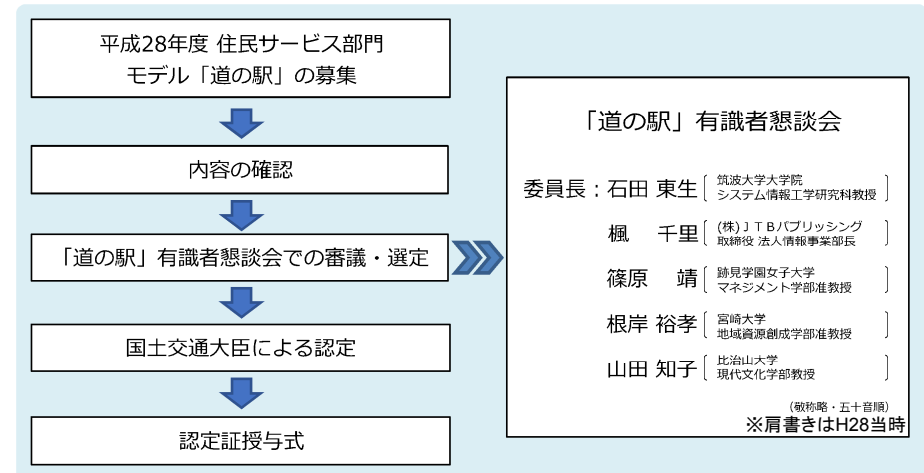 平成28年度 住民サービス部門
モデル「道の駅」の募集
内容の確認
「道の駅」有識者懇談会での審議・選定
国土交通大臣による認定
認定証授与式
「道の駅」有識者懇談会
委員長：石田 東生 〔 筑波大学大学院
システム情報工学研究科教授 〕
楓 千里 〔 (株)ＪＴＢパブリッシング
取締役 法人情報事業部長 〕
篠原 靖 〔 跡見学園女子大学
マネジメント学部准教授 〕
根岸 裕孝 〔 宮崎大学
地域資源創成学部准教授 〕
山田 知子 〔 比治山大学
現代文化学部教授 〕
（敬称略・五十音順）
※肩書きはH28当時